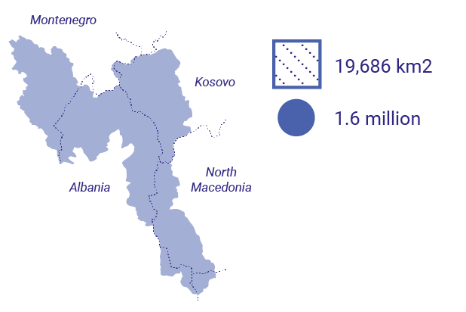 Montenegro
Kosovo
Albania
North
Macedonia
19,686 km2
1.6 million